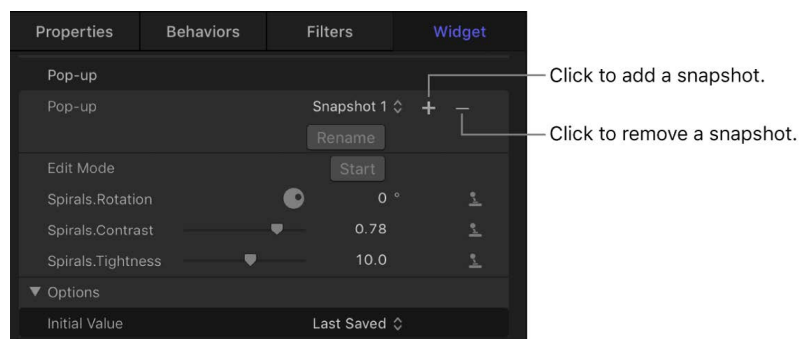 Properties Behaviors Filters Widget
Pop-up
Click to add a snapshot.
Pop-up Snapshot 1
Click to remove a snapshot.
Rename
Edit Mode Start
Spirals.Rotation 0 °
Spirals.Contrast 0.78
Spirals.Tightness 10.0
Options
Initial Value Last Saved